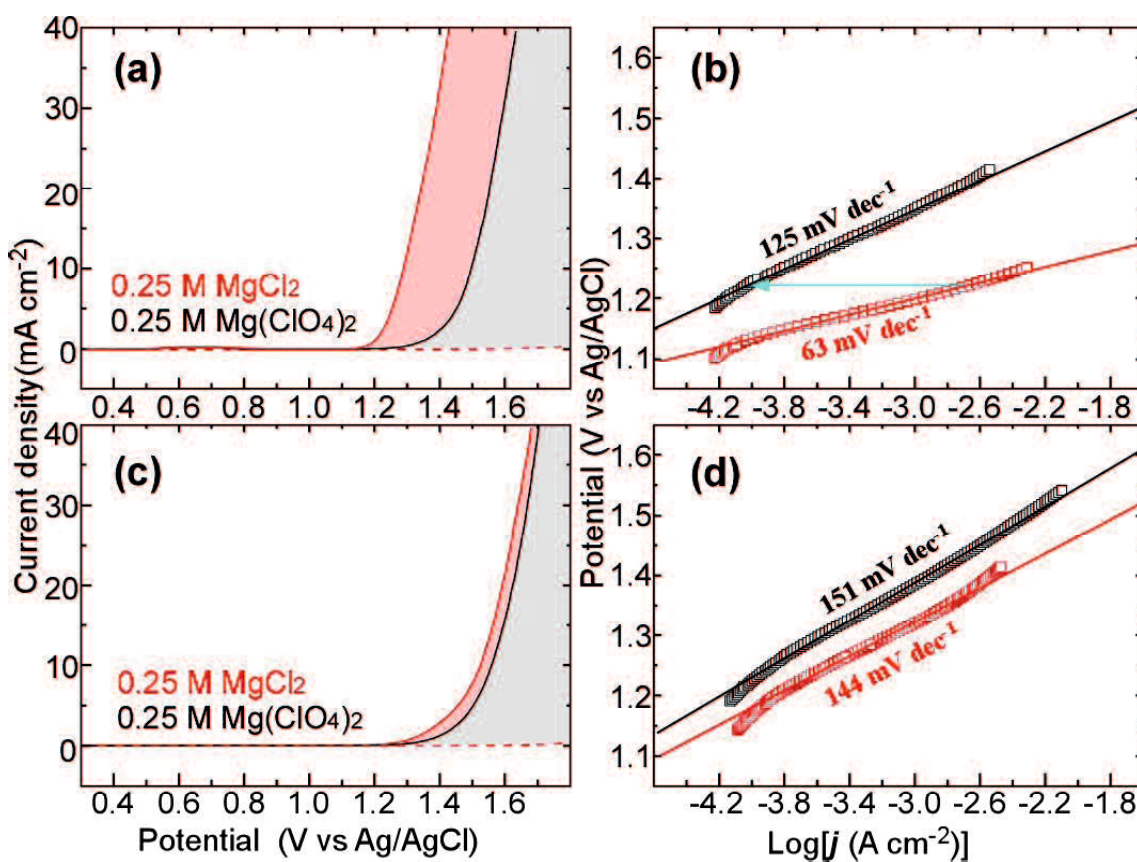 (a)
40
30
20
10
0
0.25 M MgCl2
0.25 M Mg(ClO4)2
0.4 0.6 0.8 1.0 1.2 1.4 1.6
(b)
1.6
1.5
1.4
1.3
1.2
1.1
125 mV dec-1
63 mV dec-1
-4.2 -3.8 -3.4 -3.0 -2.6 -2.2 -1.8
(c)
40
30
20
10
0
0.25 M MgCl2
0.25 M Mg(ClO4)2
0.4 0.6 0.8 1.0 1.2 1.4 1.6
(d)
1.6
1.5
1.4
1.3
1.2
1.1
151 mV dec-1
144 mV dec-1
-4.2 -3.8 -3.4 -3.0 -2.6 -2.2 -1.8
Current density(mA cm-2)
Potential (V vs Ag/AgCl)
Potential (V vs Ag/AgCl)
Log[j (A cm-2)]